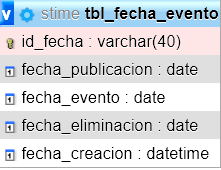 v stime tbl_fecha_evento
id_fecha : varchar(40)
fecha_publicacion : date
fecha_evento : date
fecha_eliminacion : date
fecha_creacion : datetime